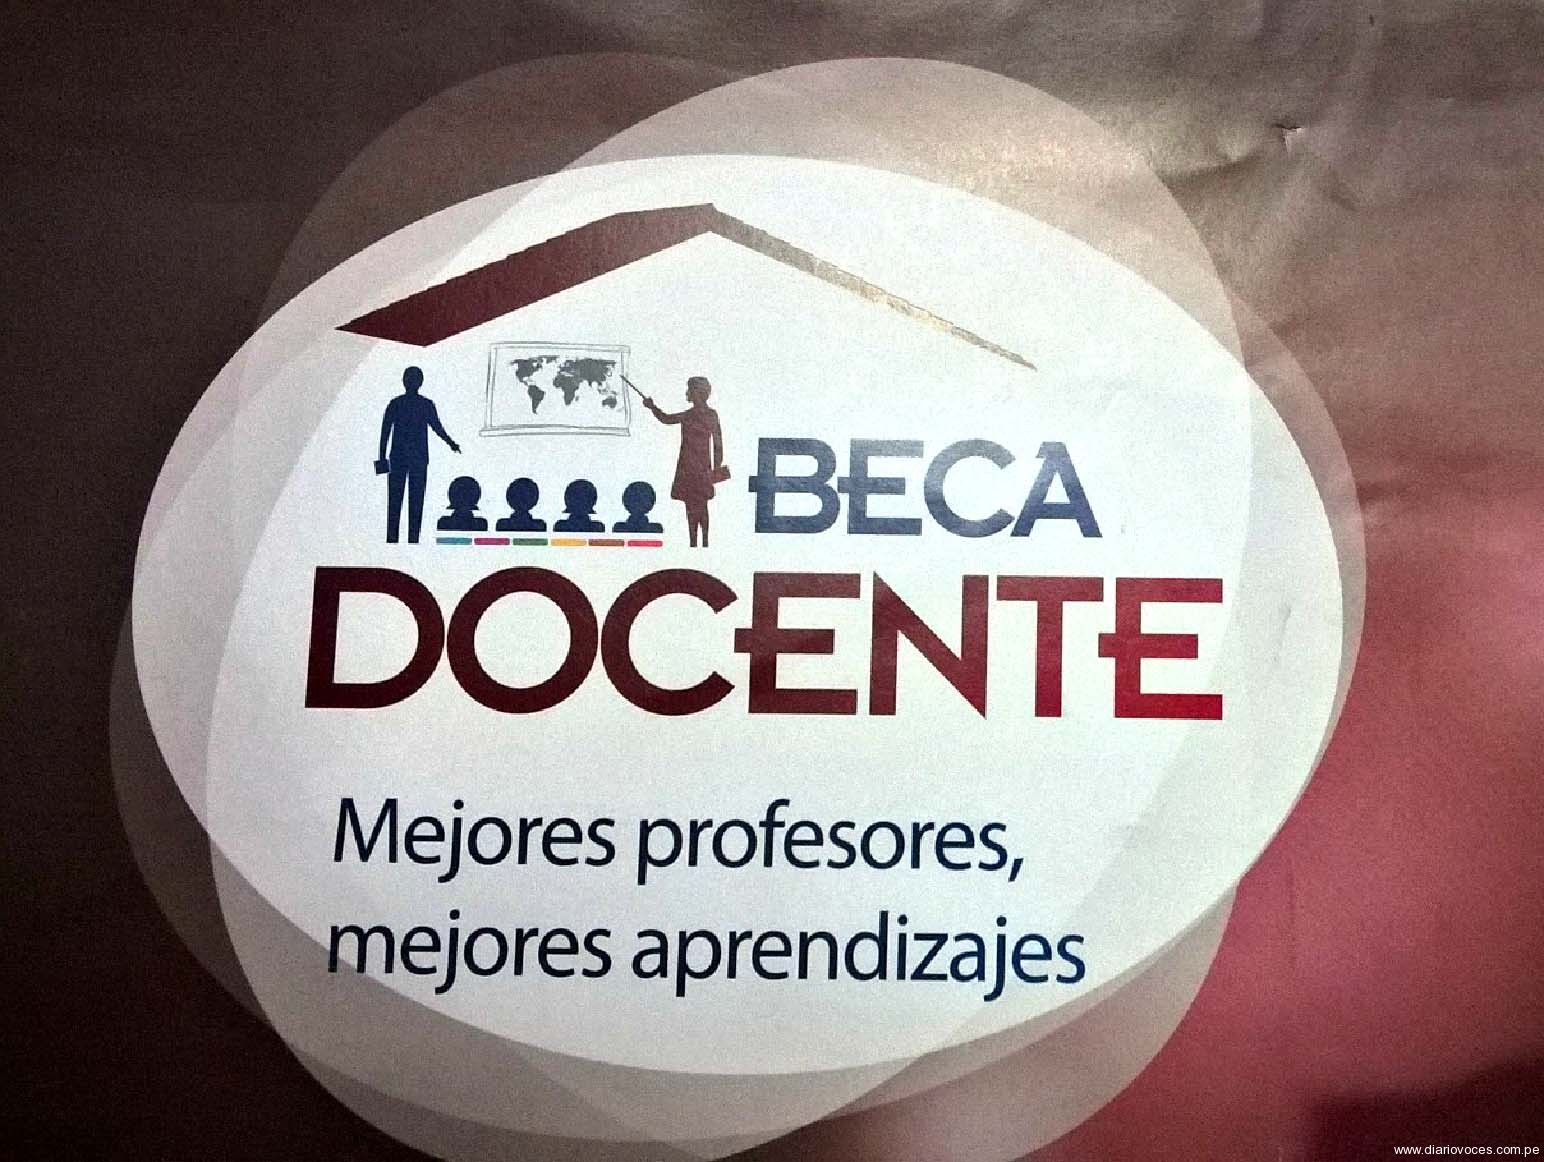 BECA
DOCENTE
Mejores profesores,
mejores aprendizajes
www.diariovoces.com.pe